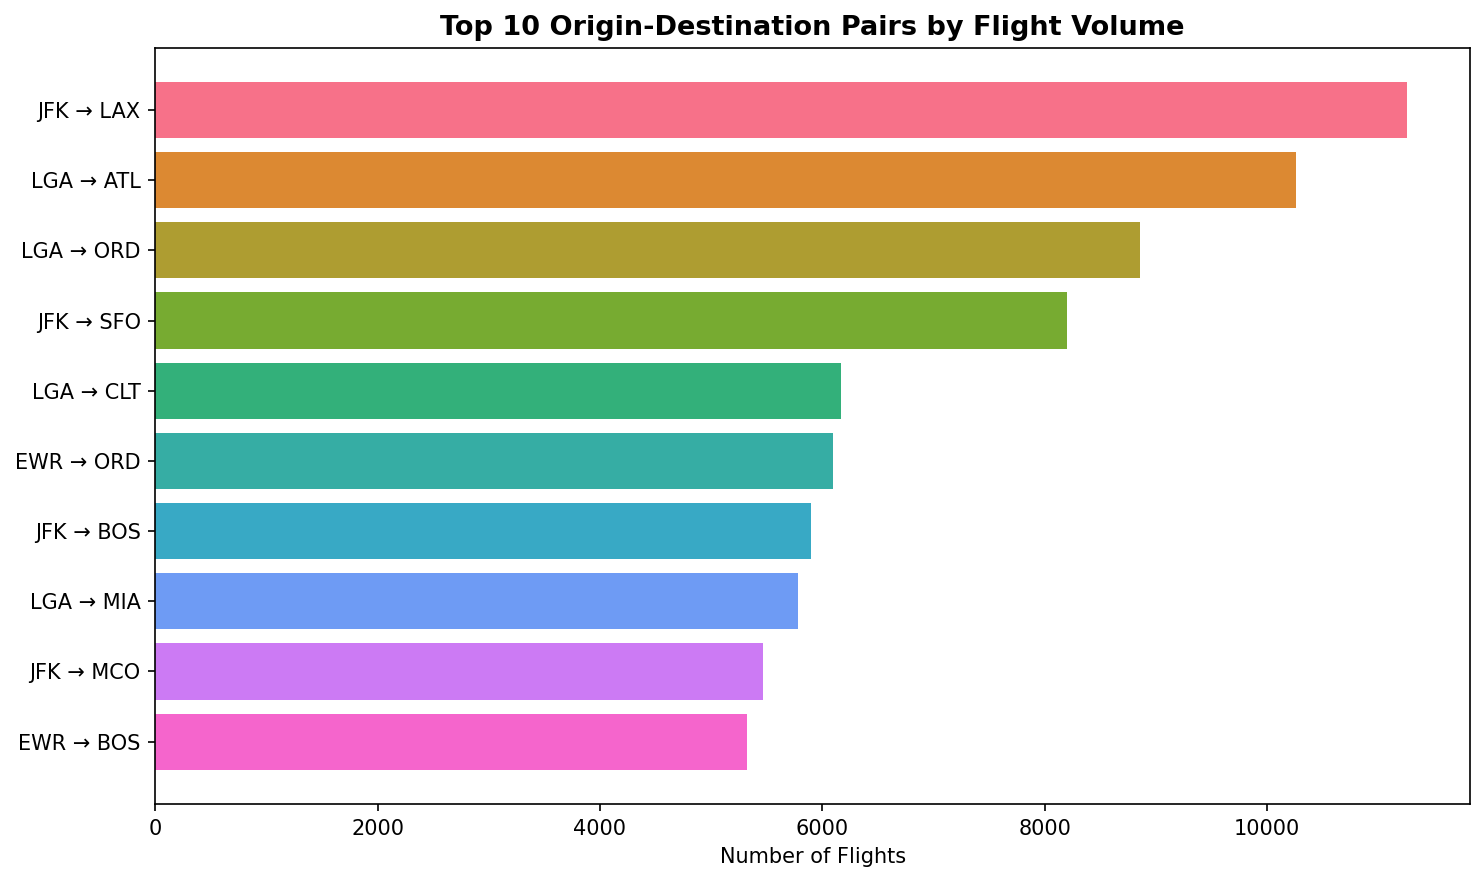 Top 10 Origin-Destination Pairs by Flight Volume
JFK → LAX
LGA → ATL
LGA → ORD
JFK → SFO
LGA → CLT
EWR → ORD
JFK → BOS
LGA → MIA
JFK → MCO
EWR → BOS
0 2000 4000 6000 8000 10000
Number of Flights